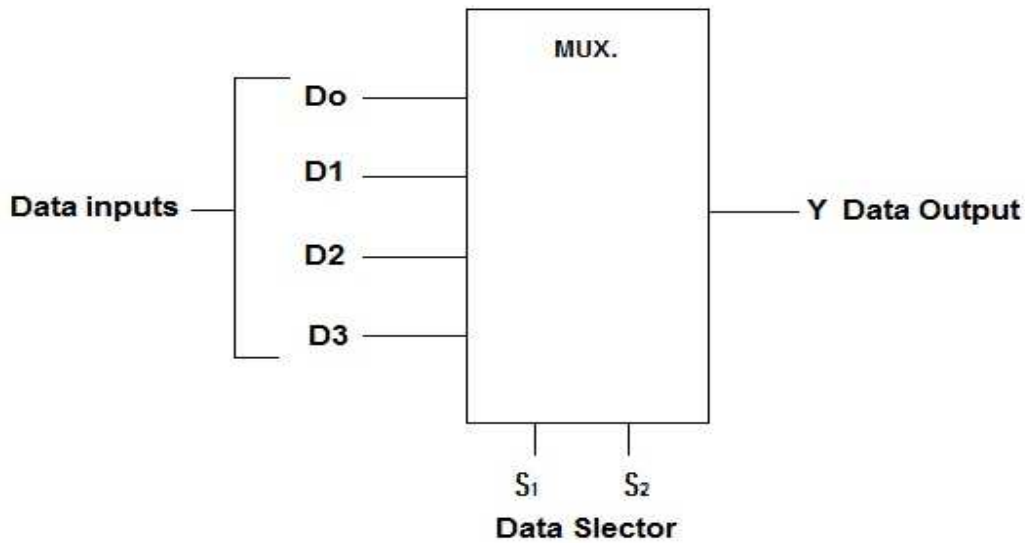 MUX.
Do
D1
Data inputs
Y Data Output
D2
D3
S1 S2
Data Slector